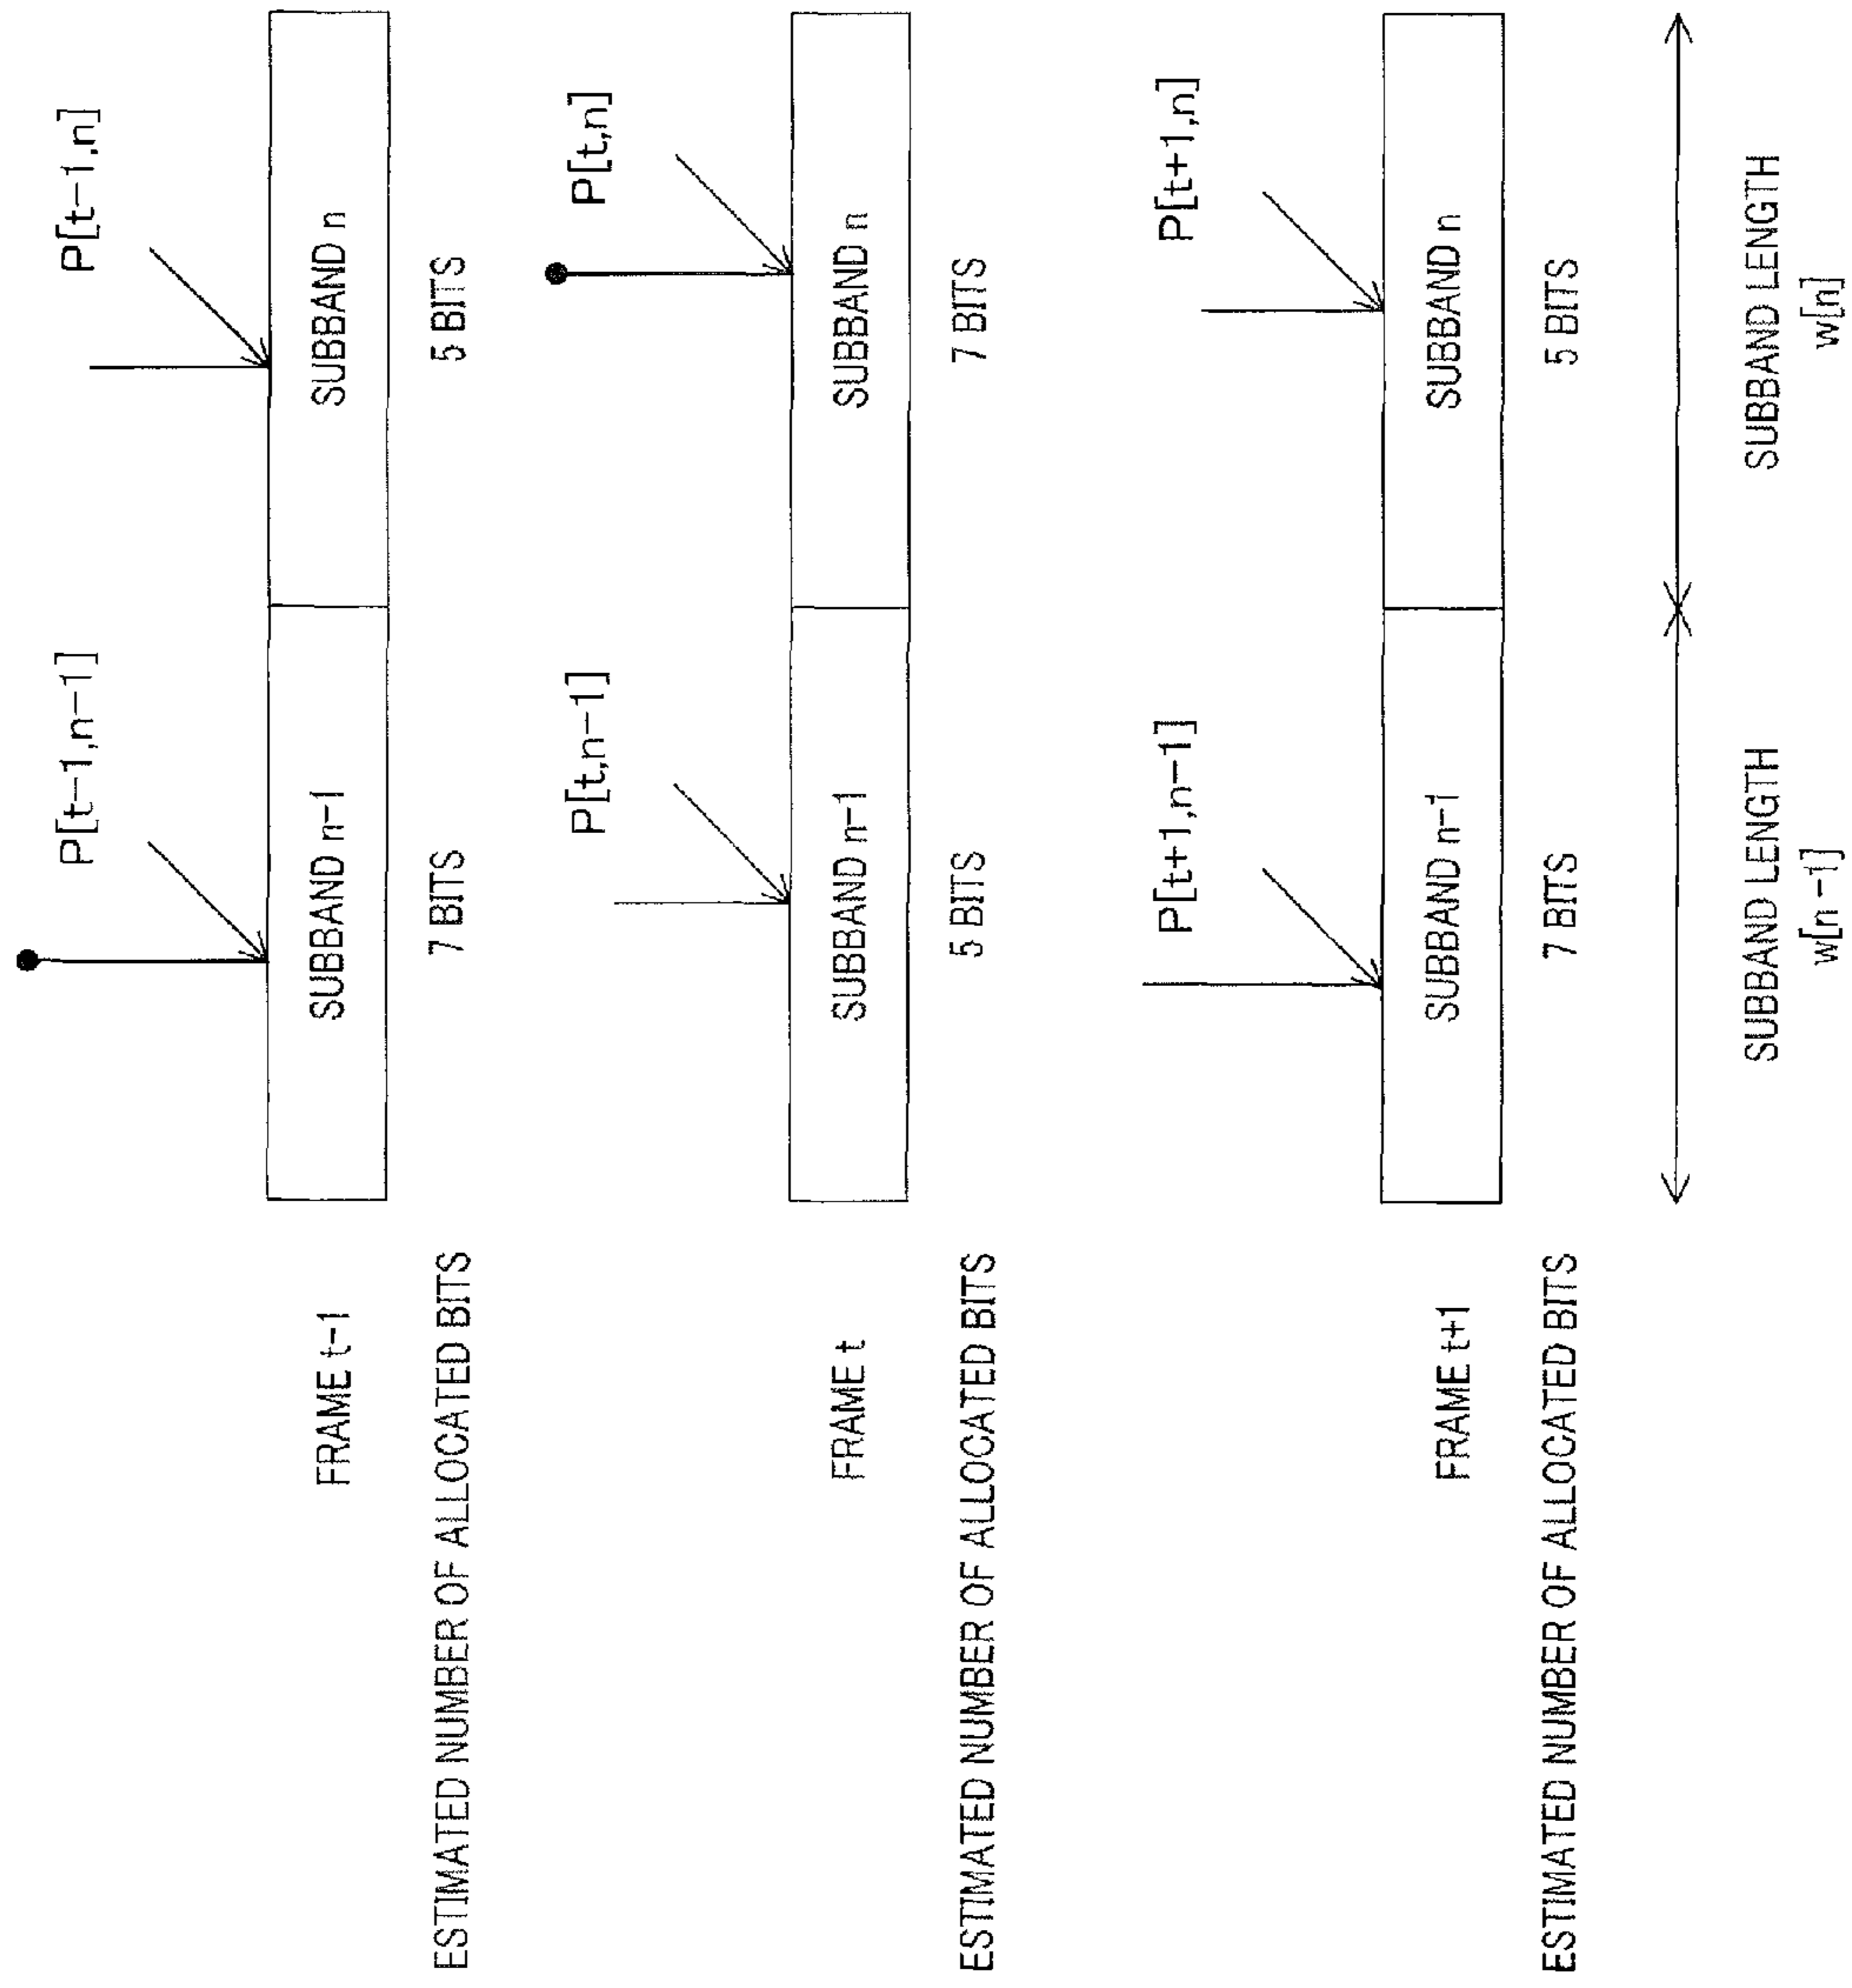 P[t−1,n−1]
P[t−1,n]
FRAME t−1
SUBBAND n−1
SUBBAND n
ESTIMATED NUMBER OF ALLOCATED BITS
7 BITS
5 BITS
P[t,n−1]
P[t,n]
FRAME t
SUBBAND n−1
SUBBAND n
ESTIMATED NUMBER OF ALLOCATED BITS
5 BITS
7 BITS
P[t+1,n−1]
P[t+1,n]
FRAME t+1
SUBBAND n−1
SUBBAND n
ESTIMATED NUMBER OF ALLOCATED BITS
7 BITS
5 BITS
SUBBAND LENGTH
w[n−1]
SUBBAND LENGTH
w[n]